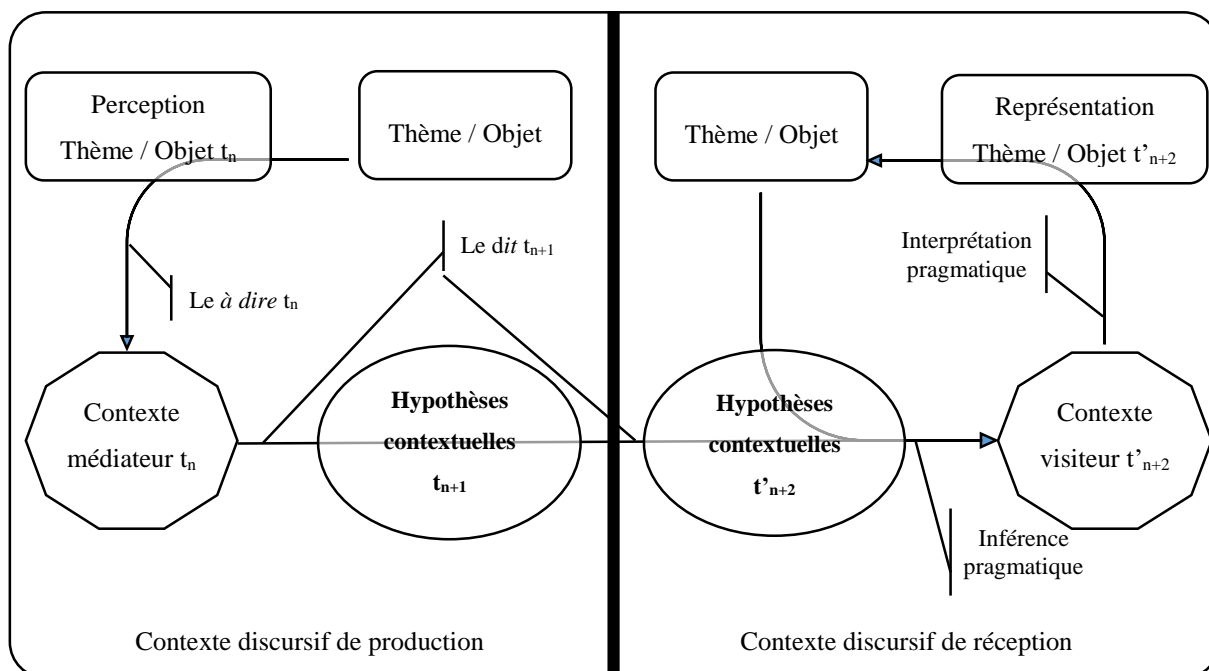 Perception
Thème / Objet tₙ
Thème / Objet
Thème / Objet
Représentation
Thème / Objet t’ₙ₊₂
Le dit tₙ₊₁
Interprétation
pragmatique
Le à dire tₙ
Contexte
médiateur tₙ
Hypothèses
contextuelles
tₙ₊₁
Hypothèses
contextuelles
t’ₙ₊₂
Contexte
visiteur t’ₙ₊₂
Inférence
pragmatique
Contexte discursif de production
Contexte discursif de réception